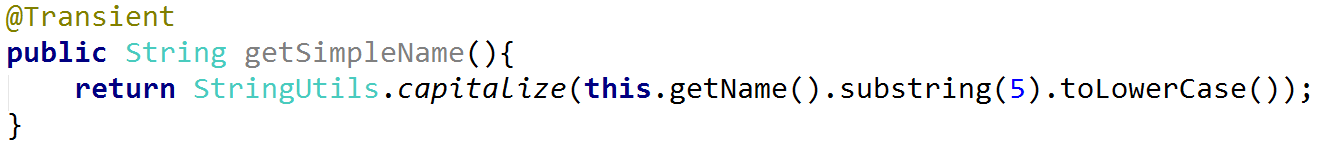 @Transient
public String getSimpleName(){
    return StringUtils.capitalize(this.getName().substring(5).toLowerCase());
}